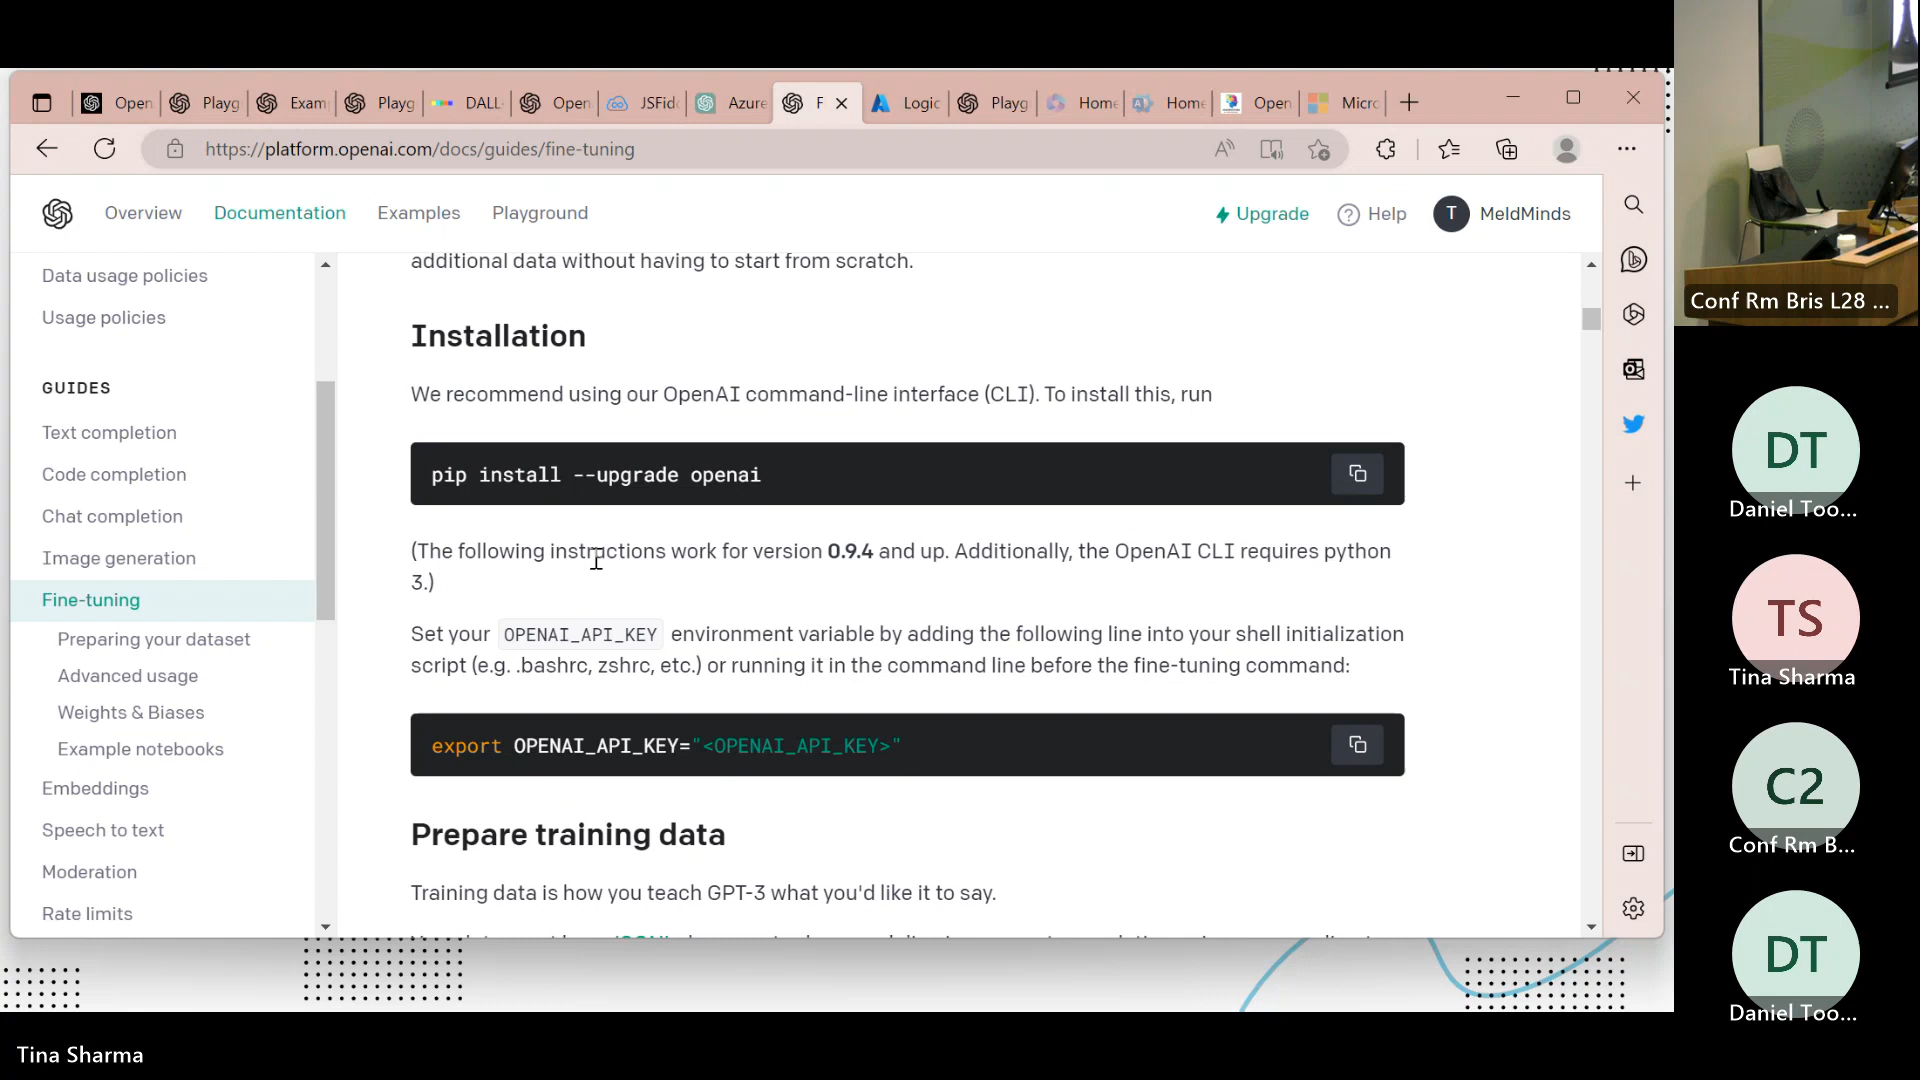 Open
Playg
Exam
Playg
DALL
Open
JSFid
Azure
F
Logic
Playg
Home
Home
Open
Micro
https://platform.openai.com/docs/guides/fine-tuning
Overview
Documentation
Examples
Playground
Upgrade
Help
T
MeldMinds
Data usage policies
Usage policies
GUIDES
Text completion
Code completion
Chat completion
Image generation
Fine-tuning
Preparing your dataset
Advanced usage
Weights & Biases
Example notebooks
Embeddings
Speech to text
Moderation
Rate limits
additional data without having to start from scratch.
Installation
We recommend using our OpenAI command-line interface (CLI). To install this, run
pip install --upgrade openai
(The following instructions work for version 0.9.4 and up. Additionally, the OpenAI CLI requires python
3.)
Set your OPENAI_API_KEY environment variable by adding the following line into your shell initialization
script (e.g. .bashrc, zshrc, etc.) or running it in the command line before the fine-tuning command:
export OPENAI_API_KEY="<OPENAI_API_KEY>"
Prepare training data
Training data is how you teach GPT-3 what you'd like it to say.
Conf Rm Bris L28 ...
DT
Daniel Too...
TS
Tina Sharma
C2
Conf Rm B...
DT
Daniel Too...
Tina Sharma